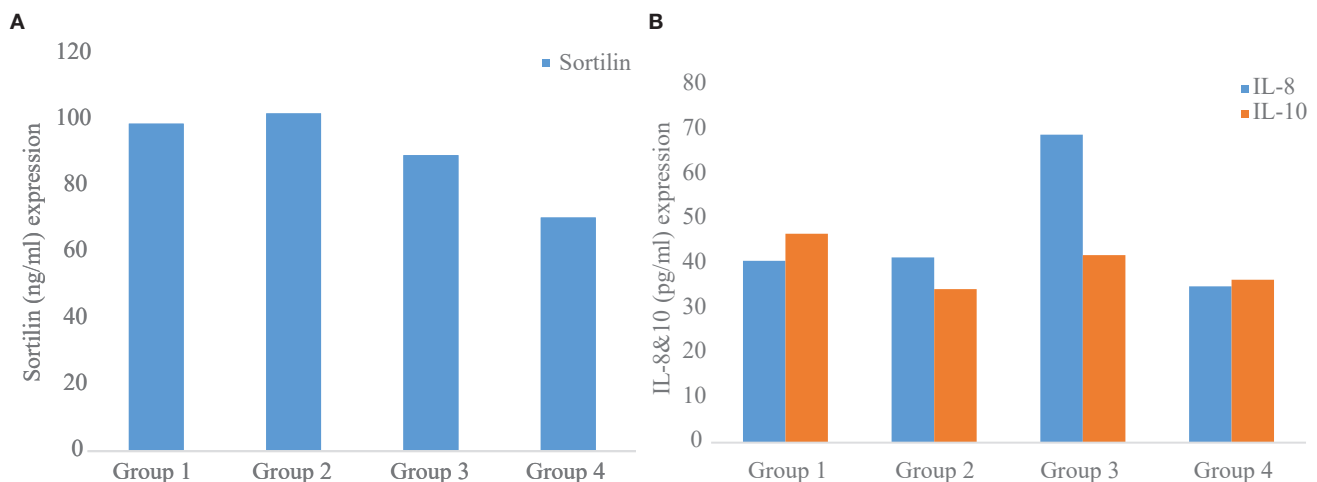 A
Sortilin (ng/ml) expression
120
100
80
60
40
20
0
Sortilin
Group 1
Group 2
Group 3
Group 4
B
IL-8&10 (pg/ml) expression
80
70
60
50
40
30
20
10
0
IL-8
IL-10
Group 1
Group 2
Group 3
Group 4